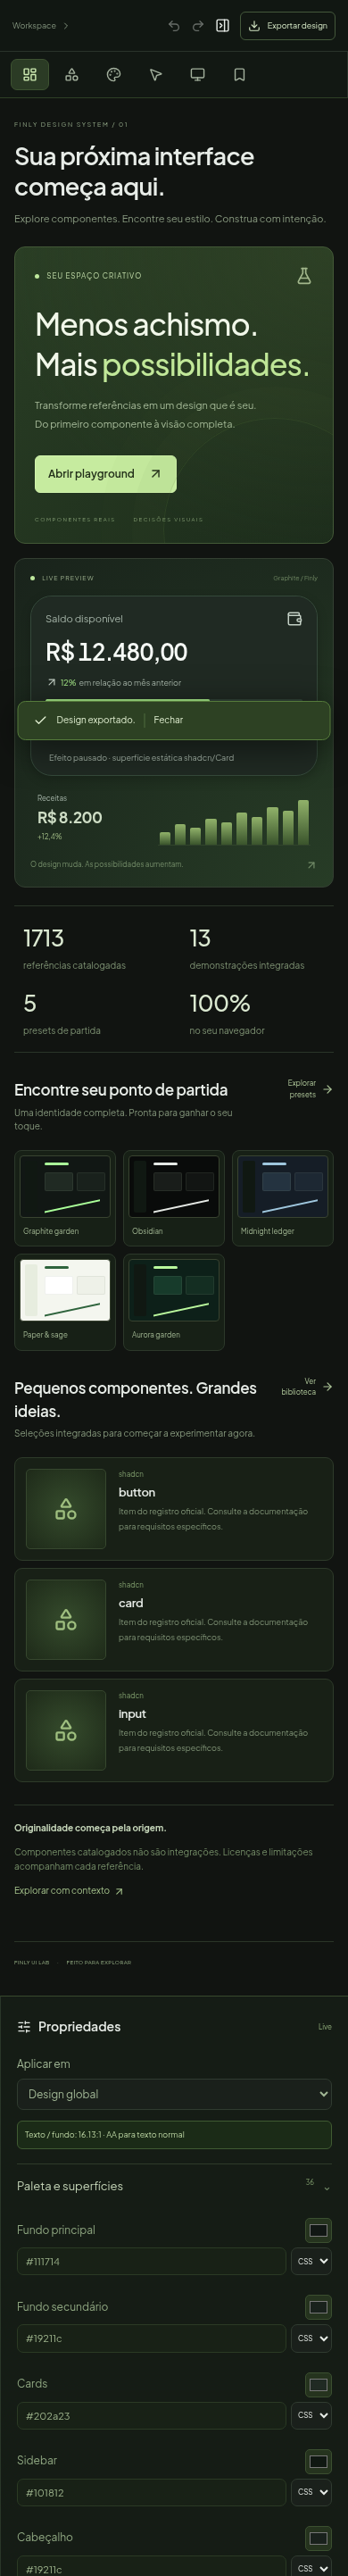 Workspace
Exportar design
FINLY DESIGN SYSTEM / 01
Sua próxima interface
começa aqui.
Explore componentes. Encontre seu estilo. Construa com intenção.
SEU ESPAÇO CRIATIVO
Menos achismo.
Mais possibilidades.
Transforme referências em um design que é seu.
Do primeiro componente à visão completa.
Abrir playground
COMPONENTES REAIS DECISÕES VISUAIS
LIVE PREVIEW
Graphite / Finly
Saldo disponível
R$ 12.480,00
12% em relação ao mês anterior
Design exportado.
Fechar
Efeito pausado · superfície estática shadcn/Card
Receitas
R$ 8.200
+12,4%
O design muda. As possibilidades aumentam.
1713
13
referências catalogadas
demonstrações integradas
5
100%
presets de partida
no seu navegador
Encontre seu ponto de partida
Explorar
presets
Uma identidade completa. Pronta para ganhar o seu
toque.
Graphite garden
Obsidian
Midnight ledger
Paper & sage
Aurora garden
Pequenos componentes. Grandes
ideias.
Ver
biblioteca
Seleções integradas para começar a experimentar agora.
shadcn
button
Item do registro oficial. Consulte a documentação
para requisitos específicos.
shadcn
card
Item do registro oficial. Consulte a documentação
para requisitos específicos.
shadcn
input
Item do registro oficial. Consulte a documentação
para requisitos específicos.
Originalidade começa pela origem.
Componentes catalogados não são integrações. Licenças e limitações
acompanham cada referência.
Explorar com contexto
FINLY UI LAB · FEITO PARA EXPLORAR
Propriedades
Live
Aplicar em
Design global
Texto / fundo: 16.13:1 · AA para texto normal
Paleta e superfícies
36
Fundo principal
#111714
CSS
Fundo secundário
#19211c
CSS
Cards
#202a23
CSS
Sidebar
#101812
CSS
Cabeçalho
#19211c
CSS